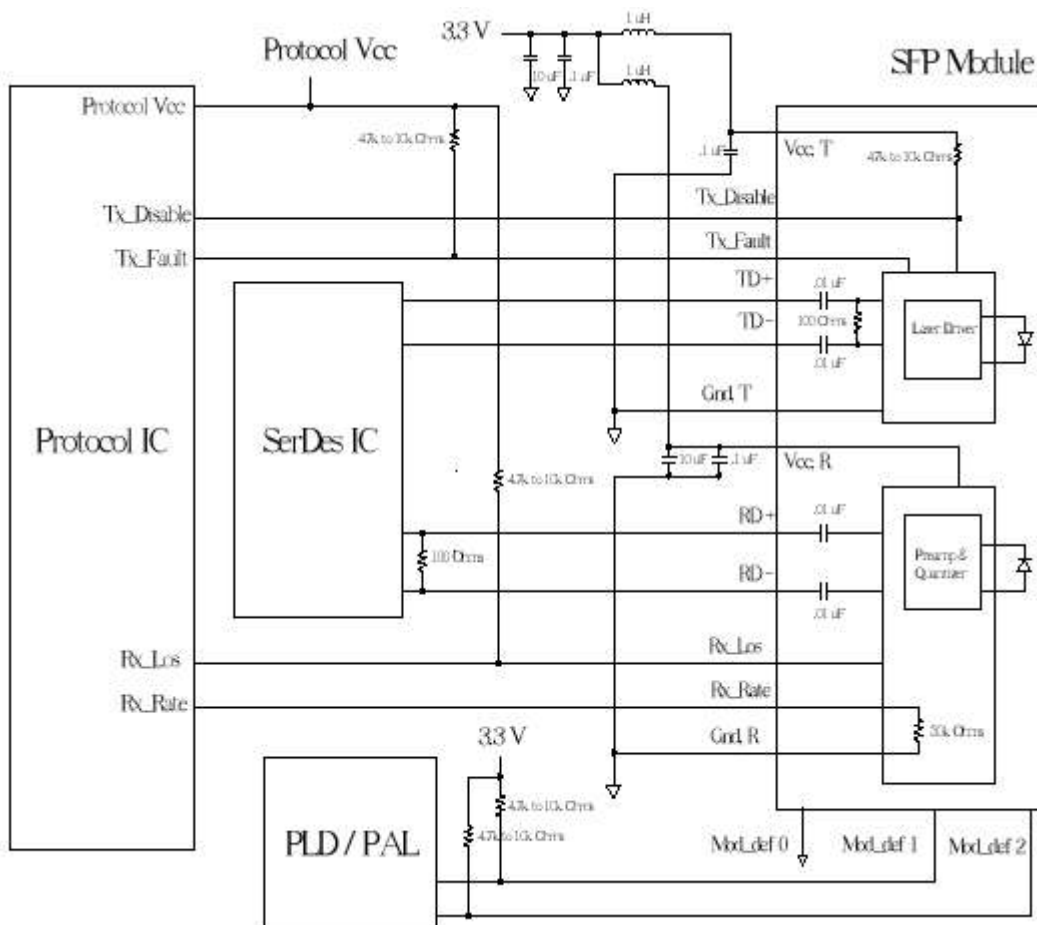 1 uH
3.3 V
Protocol Vcc
10 uF
.1 uF
1 uH
SFP Module
Protocol Vcc
4.7k to 10k Ohms
.1 uF
Vcc, T
4.7k to 10k Ohms
Tx_Disable
Tx_Disable
Tx_Fault
Tx_Fault
TD+
.01 uF
TD-
100 Ohms
Laser Driver
.01 uF
Gnd, T
Protocol IC
SerDes IC
10 uF
.1 uF
Vcc, R
4.7k to 10k Ohms
.01 uF
RD+
100 Ohms
Preamp &
Quantizer
RD-
.01 uF
Rx_Los
Rx_Los
Rx_Rate
Rx_Rate
3.3 V
Gnd, R
Ohms
4.7k to 10k Ohms
4.7k to 10k Ohms
PLD / PAL
Mod_def 0
Mod_def 1
Mod_def 2